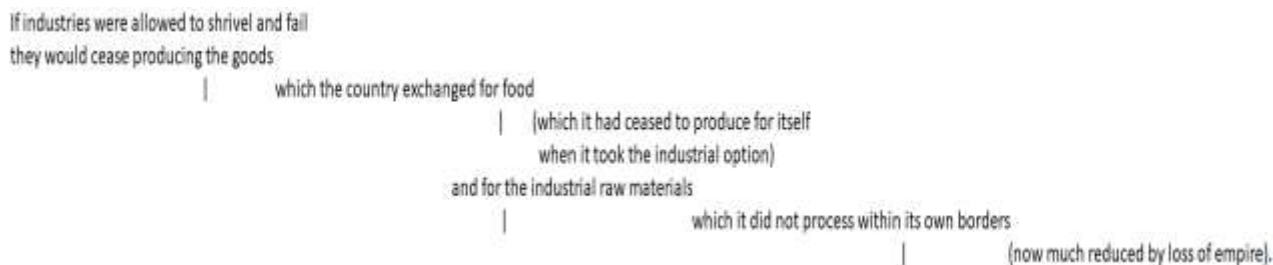 If industries were allowed to shrivel and fail
they would cease producing the goods
| which the country exchanged for food
| (which it had ceased to produce for itself
when it took the industrial option)
and for the industrial raw materials
| which it did not process within its own borders
| (now much reduced by loss of empire).